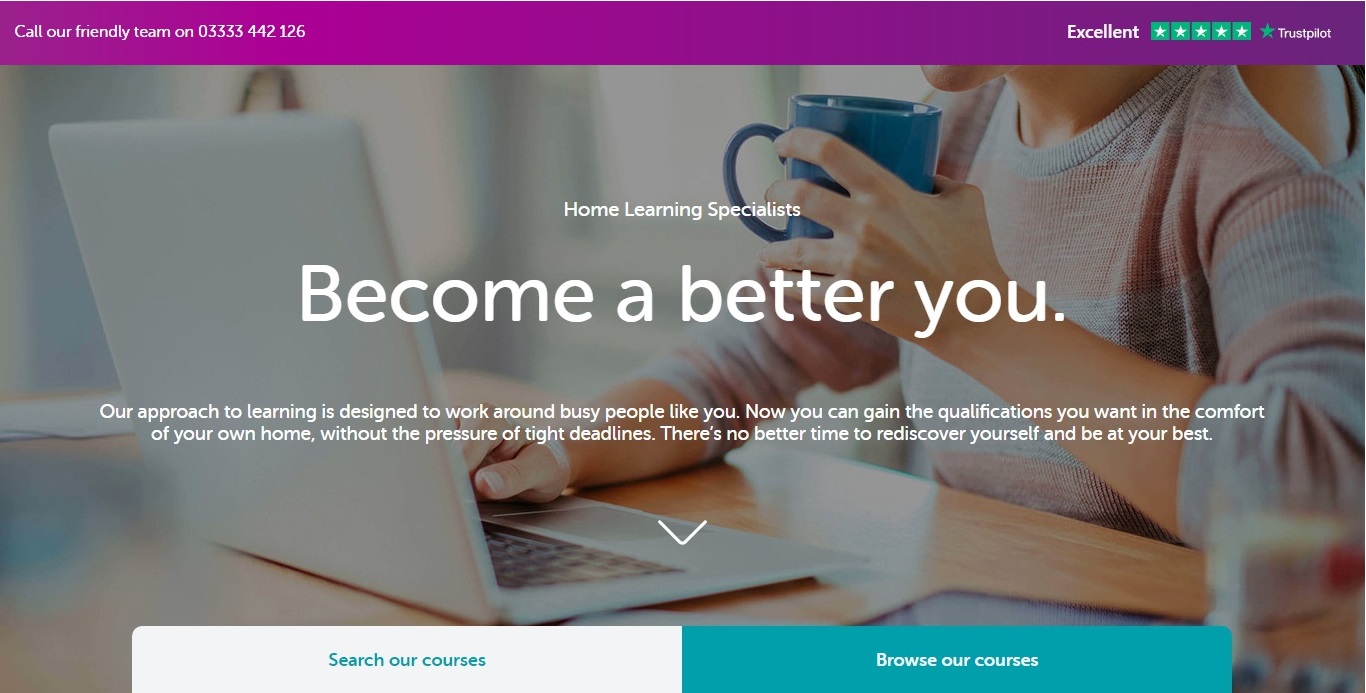 Call our friendly team on 03333 442 126
Excellent
Trustpilot
Home Learning Specialists
Become a better you.
Our approach to learning is designed to work around busy people like you. Now you can gain the qualifications you want in the comfort
of your own home, without the pressure of tight deadlines. There’s no better time to rediscover yourself and be at your best.
Search our courses
Browse our courses